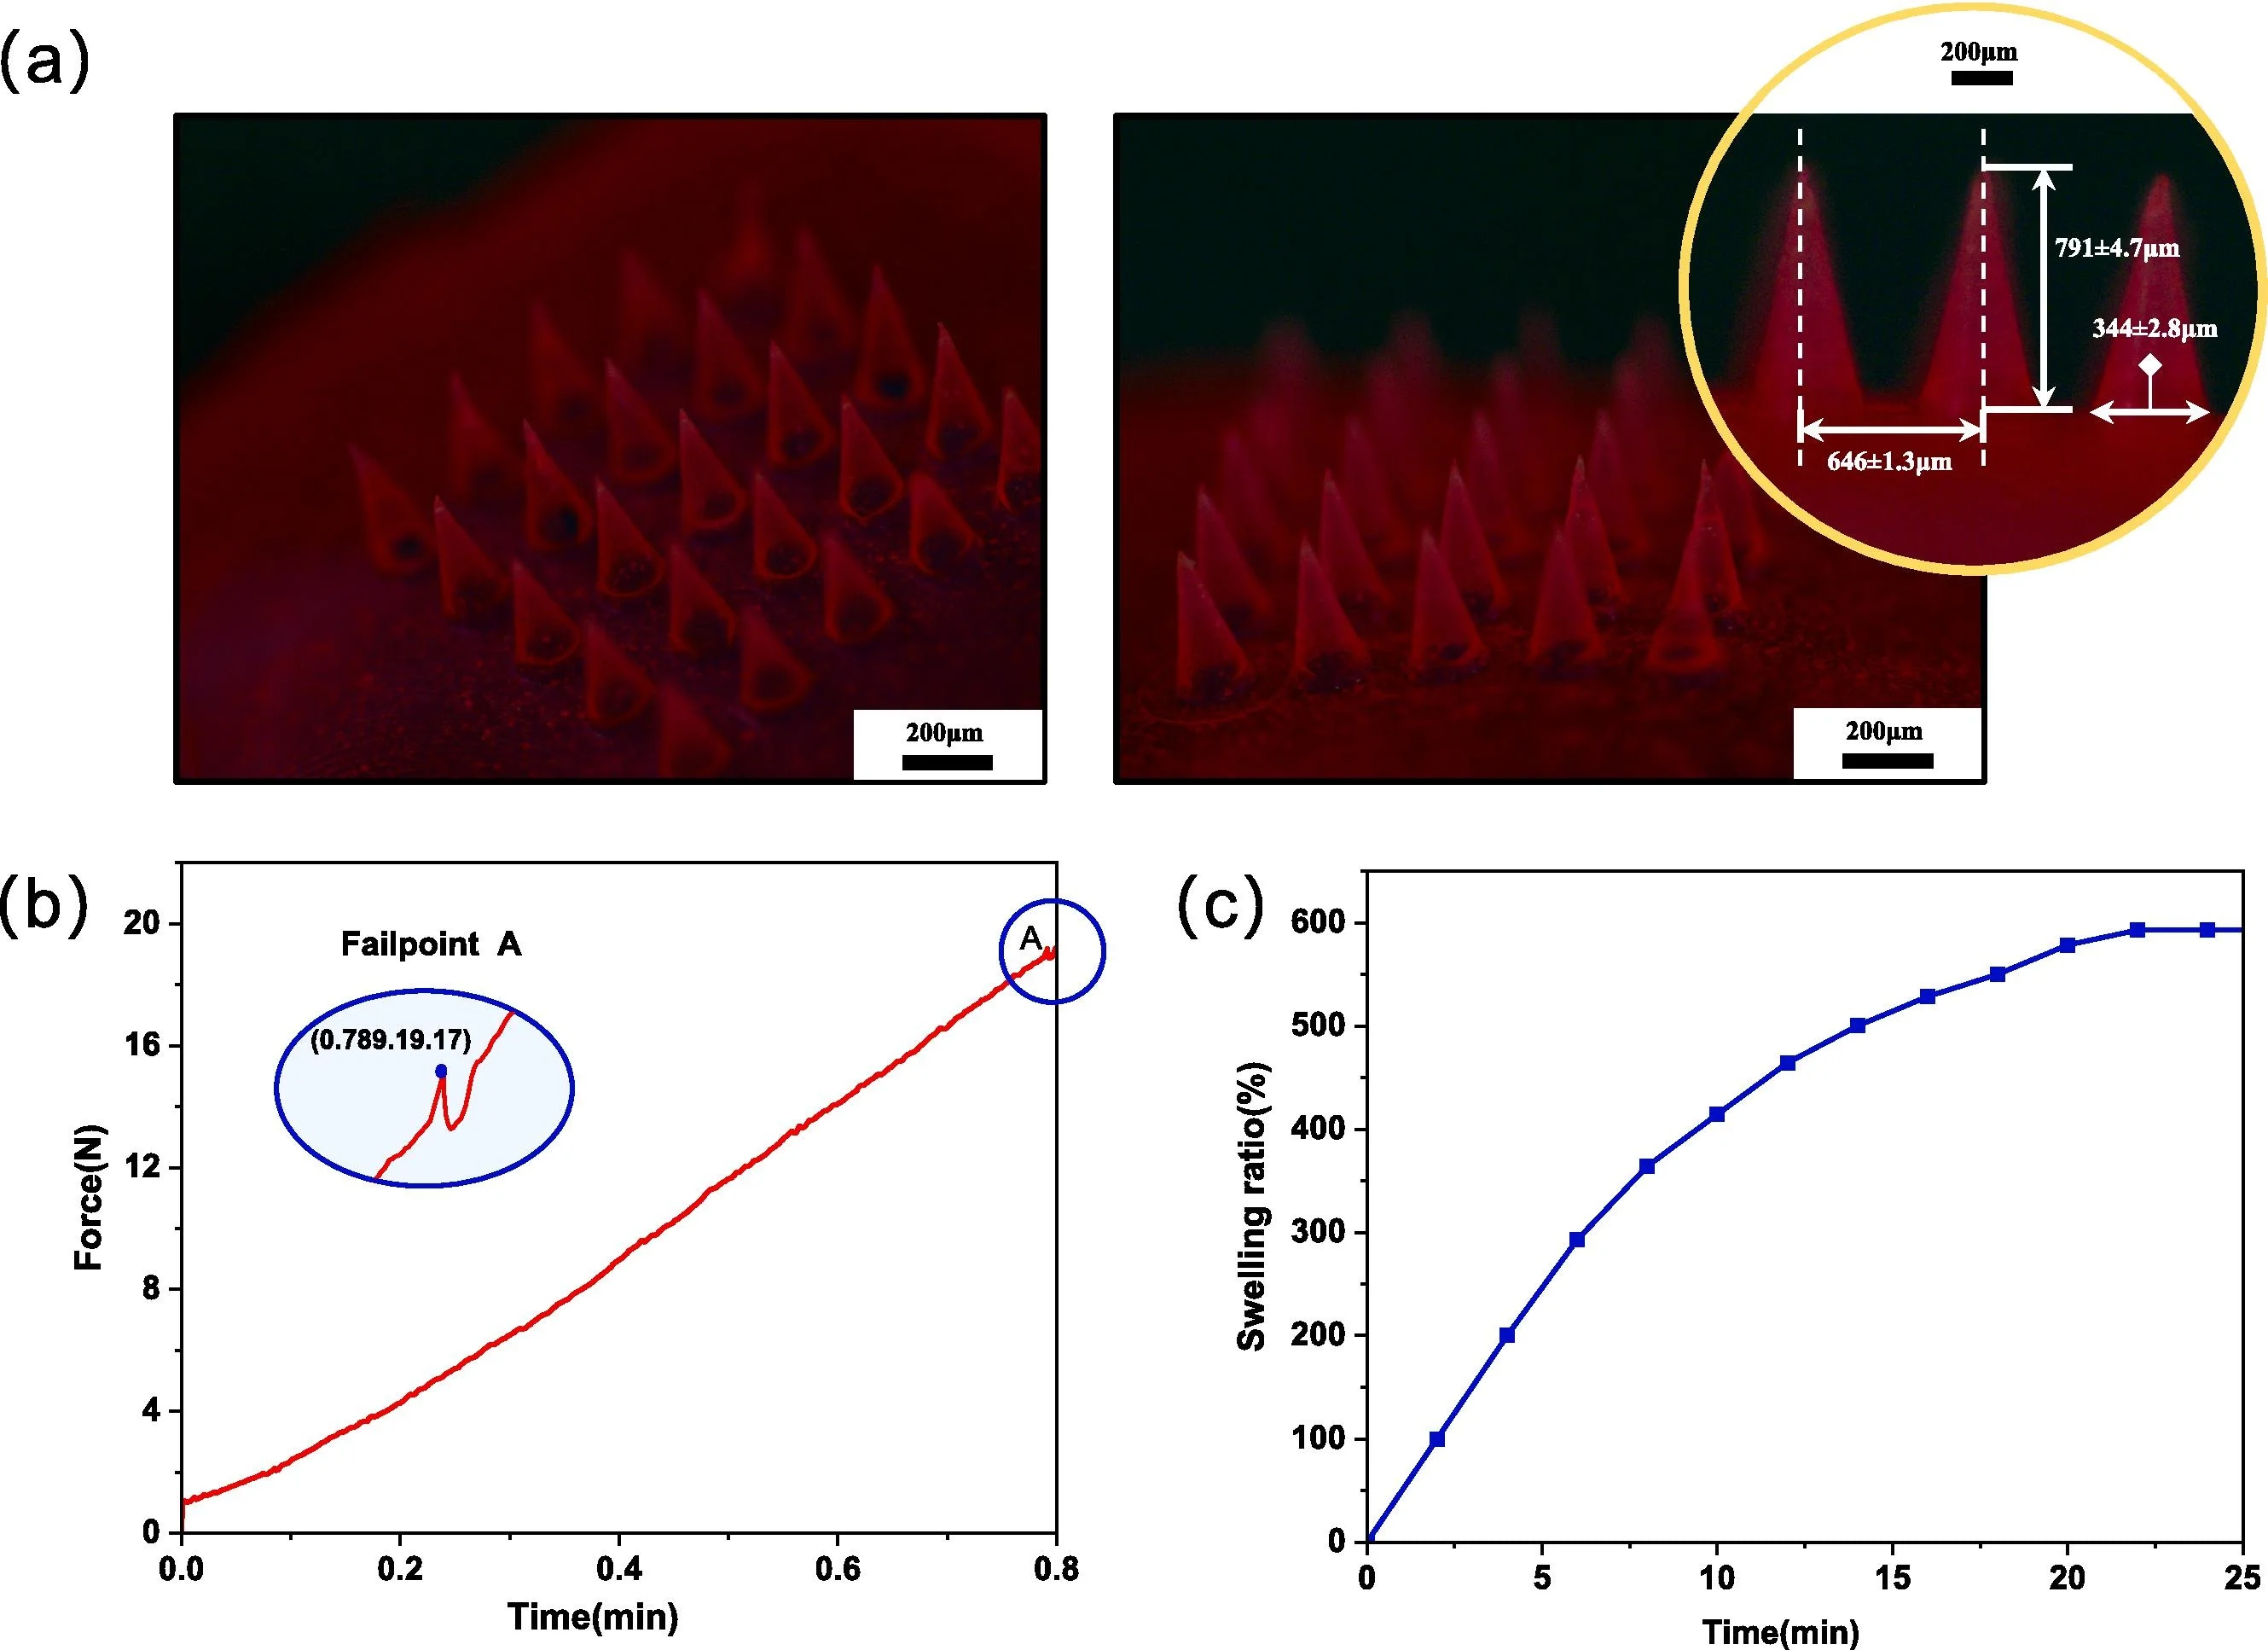 (a)
200μm
791±4.7μm
344±2.8μm
646±1.3μm
200μm
200μm
(b)
Failpoint A
(0.789.19.17)
A
Force(N)
20
16
12
8
4
0
0.0 0.2 0.4 0.6 0.8
Time(min)
(c)
Swelling ratio(%)
600
500
400
300
200
100
0
0 5 10 15 20 25
Time(min)